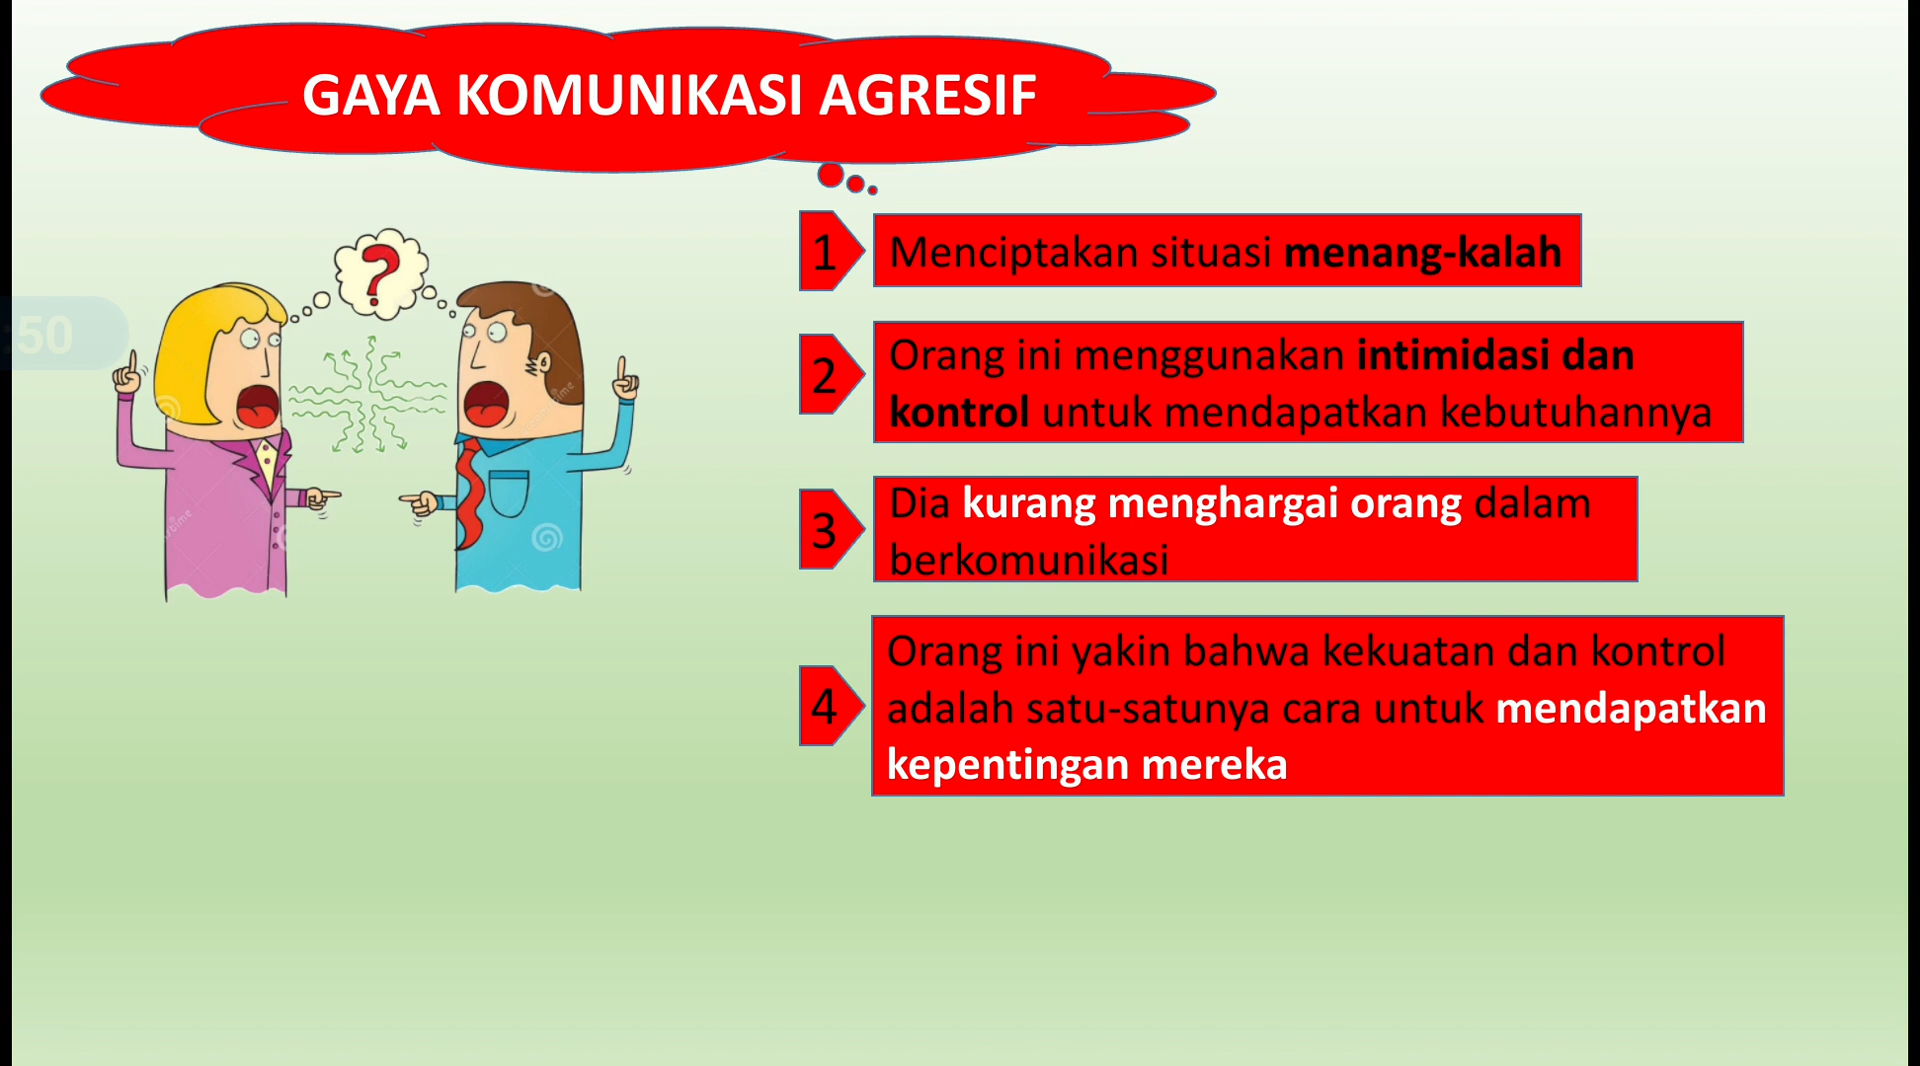 GAYA KOMUNIKASI AGRESIF
?
:50
1
Menciptakan situasi menang-kalah
2
Orang ini menggunakan intimidasi dan
kontrol untuk mendapatkan kebutuhannya
3
Dia kurang menghargai orang dalam
berkomunikasi
4
Orang ini yakin bahwa kekuatan dan kontrol
adalah satu-satunya cara untuk mendapatkan
kepentingan mereka